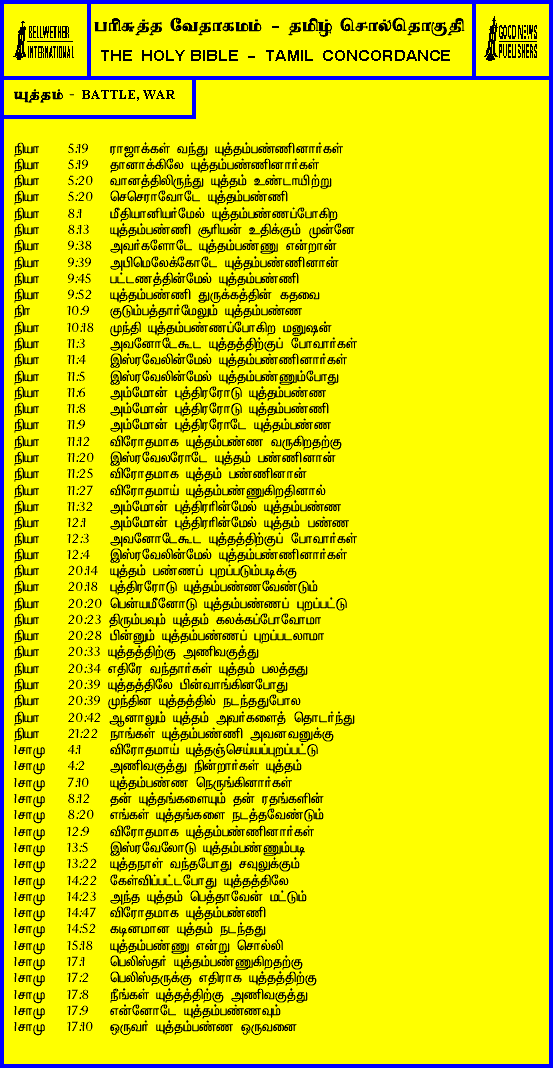 BELLWETHER
INTERNATIONAL
பரிசுத்த வேதாகமம் - தமிழ் சொல்தொகுதி
THE HOLY BIBLE - TAMIL CONCORDANCE
GOOD NEWS
PUBLISHERS
யுத்தம் - BATTLE, WAR
நியா 5:19 ராஜாக்கள் வந்து யுத்தம்பண்ணினார்கள்
நியா 5:19 தானாக்கிலே யுத்தம்பண்ணினார்கள்
நியா 5:20 வானத்திலிருந்து யுத்தம் உண்டாயிற்று
நியா 5:20 செசெராவோடே யுத்தம்பண்ணி
நியா 8:1 மீதியானியர்மேல் யுத்தம்பண்ணப்போகிற
நியா 8:13 யுத்தம்பண்ணி சூரியன் உதிக்கும் முன்னே
நியா 9:38 அவர்களோடே யுத்தம்பண்ணு என்றான்
நியா 9:39 அபிமெலேக்கோடே யுத்தம்பண்ணினான்
நியா 9:45 பட்டணத்தின்மேல் யுத்தம்பண்ணி
நியா 9:52 யுத்தம்பண்ணி துருக்கத்தின் கதவை
நிா 10:9 குடும்பத்தார்மேலும் யுத்தம்பண்ண
நியா 10:18 முந்தி யுத்தம்பண்ணப்போகிற மனுஷன்
நியா 11:3 அவனோடேகூட யுத்தத்திற்குப் போவார்கள்
நியா 11:4 இஸ்ரவேலின்மேல் யுத்தம்பண்ணினார்கள்
நியா 11:5 இஸ்ரவேலின்மேல் யுத்தம்பண்ணும்போது
நியா 11:6 அம்மோன் புத்திரரோடு யுத்தம்பண்ண
நியா 11:8 அம்மோன் புத்திரரோடு யுத்தம்பண்ணி
நியா 11:9 அம்மோன் புத்திரரோடே யுத்தம்பண்ண
நியா 11:12 விரோதமாக யுத்தம்பண்ண வருகிறதற்கு
நியா 11:20 இஸ்ரவேலரோடே யுத்தம் பண்ணினான்
நியா 11:25 விரோதமாக யுத்தம் பண்ணினான்
நியா 11:27 விரோதமாய் யுத்தம்பண்ணுகிறதினால்
நியா 11:32 அம்மோன் புத்திரரின்மேல் யுத்தம்பண்ண
நியா 12:1 அம்மோன் புத்திரரின்மேல் யுத்தம் பண்ண
நியா 12:3 அவனோடேகூட யுத்தத்திற்குப் போவார்கள்
நியா 12:4 இஸ்ரவேலின்மேல் யுத்தம்பண்ணினார்கள்
நியா 20:14 யுத்தம் பண்ணப் புறப்படும்படிக்கு
நியா 20:18 புத்திரரோடு யுத்தம்பண்ணவேண்டும்
நியா 20:20 பென்யமீனோடு யுத்தம்பண்ணப் புறப்பட்டு
நியா 20:23 திரும்பவும் யுத்தம் கலக்கப்போவோமா
நியா 20:28 பின்னும் யுத்தம்பண்ணப் புறப்படலாமா
நியா 20:33 யுத்தத்திற்கு அணிவகுத்து
நியா 20:34 எதிரே வந்தார்கள் யுத்தம் பலத்தது
நியா 20:39 யுத்தத்திலே பின்வாங்கினபோது
நியா 20:39 முந்தின யுத்தத்தில் நடந்ததுபோல
நியா 20:42 ஆனாலும் யுத்தம் அவர்களைத் தொடர்ந்து
நியா 21:22 நாங்கள் யுத்தம்பண்ணி அவனவனுக்கு
1சாமு 4:1 விரோதமாய் யுத்தஞ்செய்யப்புறப்பட்டு
1சாமு 4:2 அணிவகுத்து நின்றார்கள் யுத்தம்
1சாமு 7:10 யுத்தம்பண்ண நெருங்கினார்கள்
1சாமு 8:12 தன் யுத்தங்களையும் தன் ரதங்களின்
1சாமு 8:20 எங்கள் யுத்தங்களை நடத்தவேண்டும்
1சாமு 12:9 விரோதமாக யுத்தம்பண்ணினார்கள்
1சாமு 13:5 இஸ்ரவேலோடு யுத்தம்பண்ணும்படி
1சாமு 13:22 யுத்தநாள் வந்தபோது சவுலுக்கும்
1சாமு 14:22 கேள்விப்பட்டபோது யுத்தத்திலே
1சாமு 14:23 அந்த யுத்தம் பெத்தாவேன் மட்டும்
1சாமு 14:47 விரோதமாக யுத்தம்பண்ணி
1சாமு 14:52 கடினமான யுத்தம் நடந்தது
1சாமு 15:18 யுத்தம்பண்ணு என்று சொல்லி
1சாமு 17:1 பெலிஸ்தர் யுத்தம்பண்ணுகிறதற்கு
1சாமு 17:2 பெலிஸ்தருக்கு எதிராக யுத்தத்திற்கு
1சாமு 17:8 நீங்கள் யுத்தத்திற்கு அணிவகுத்து
1சாமு 17:9 என்னோடே யுத்தம்பண்ணவும்
1சாமு 17:10 ஒருவர் யுத்தம்பண்ண ஒருவனை